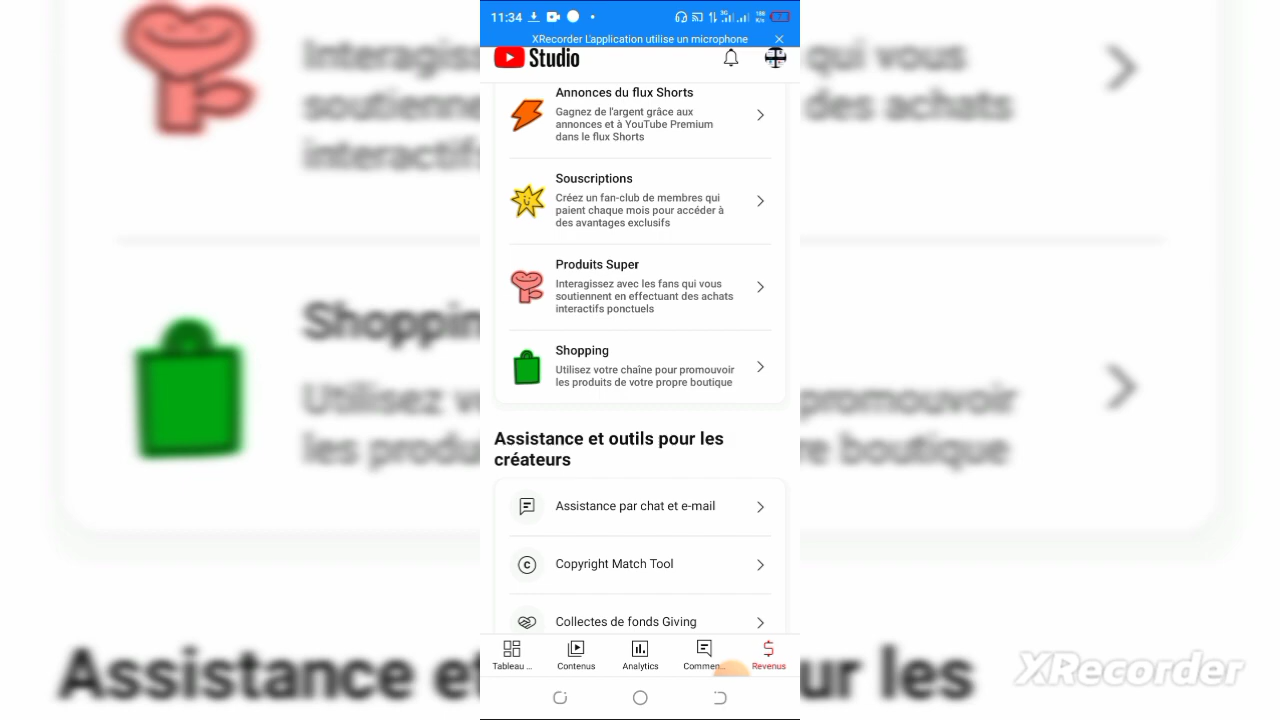 11:34
XRecorder L'application utilise un microphone
Studio
Annonces du flux Shorts
Gagnez de l'argent grâce aux
annonces et à YouTube Premium
dans le flux Shorts
Souscriptions
Créez un fan-club de membres qui
paient chaque mois pour accéder à
des avantages exclusifs
Produits Super
Interagissez avec les fans qui vous
soutiennent en effectuant des achats
interactifs ponctuels
Shopping
Utilisez votre chaîne pour promouvoir
les produits de votre propre boutique
Assistance et outils pour les
créateurs
Assistance par chat et e-mail
Copyright Match Tool
Collectes de fonds Giving
Tableau ...
Contenus
Analytics
Commen...
Revenus
XRecorder